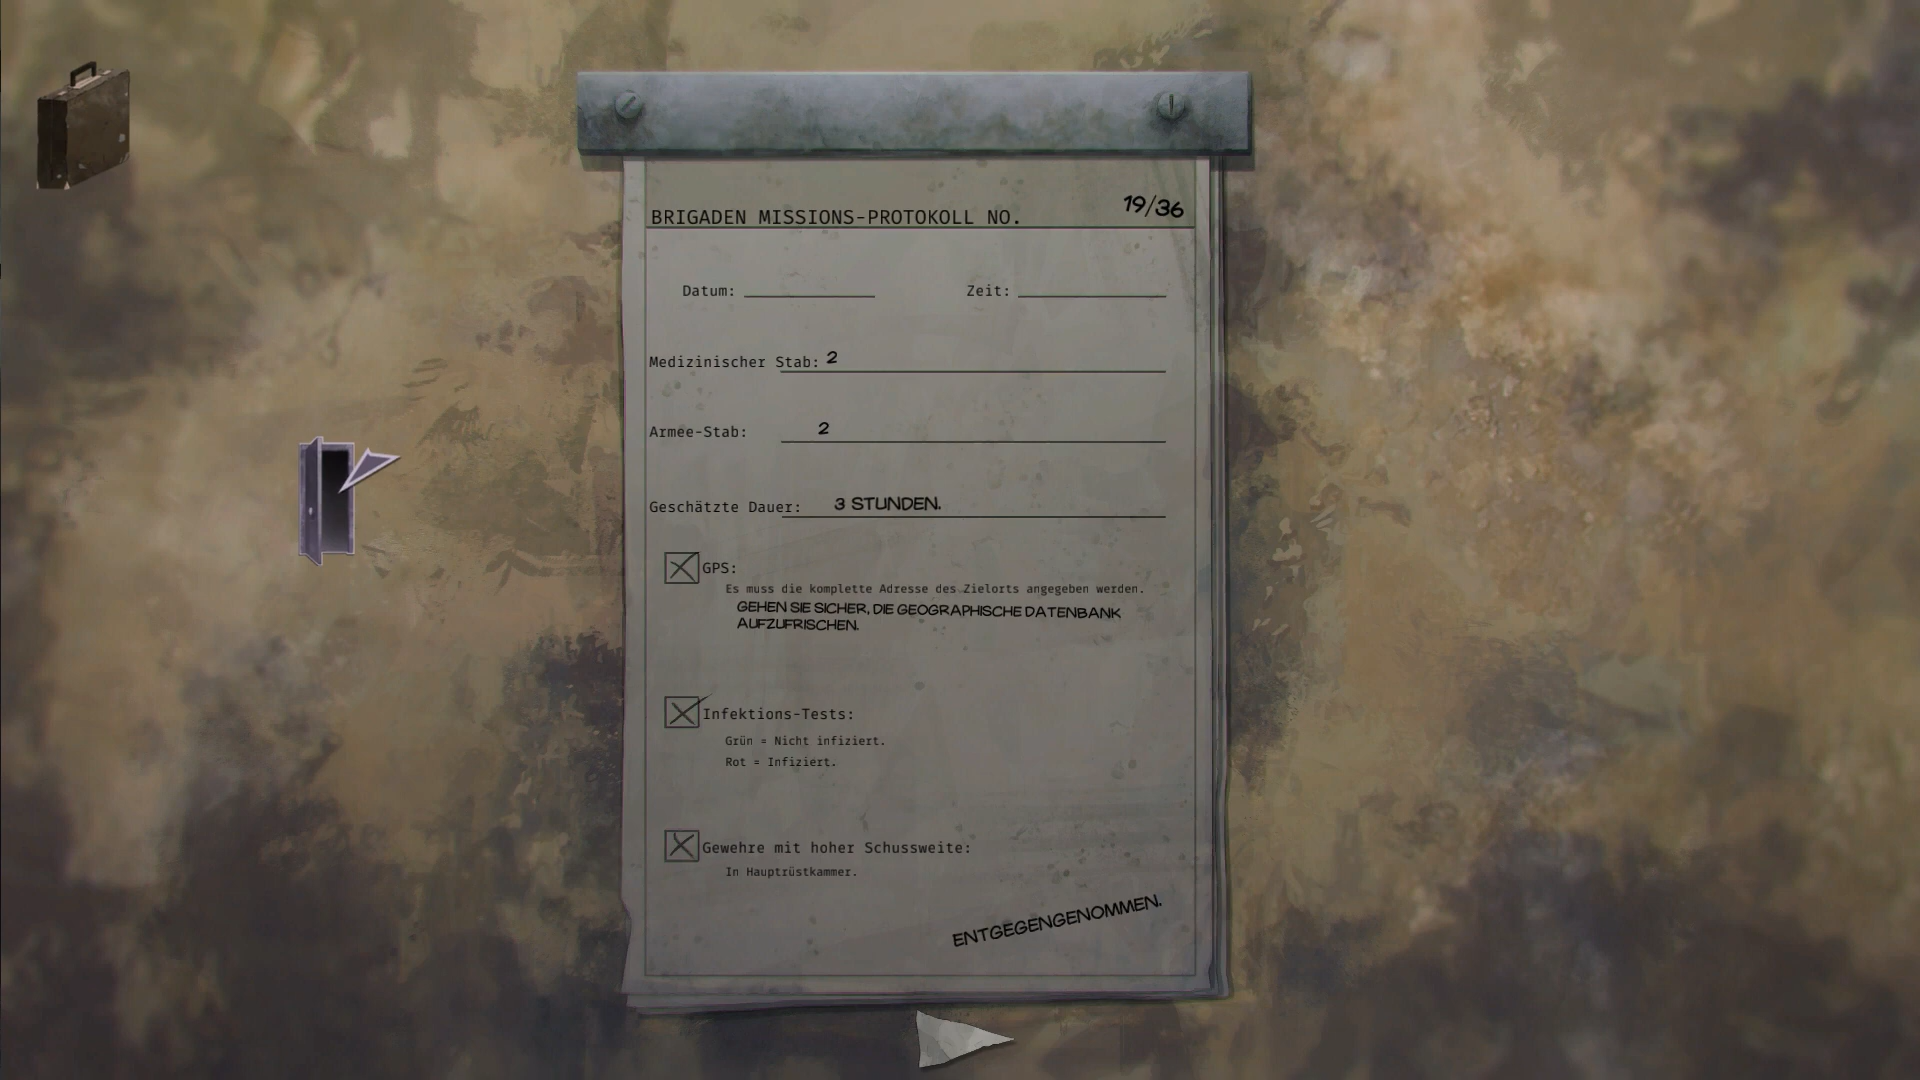 BRIGADEN MISSIONS-PROTOKOLL NO. 19/36
Datum: Zeit:
Medizinischer Stab: 2
Armee-Stab: 2
Geschätzte Dauer: 3 STUNDEN.
GPS:
Es muss die komplette Adresse des Zielorts angegeben werden.
GEHEN SIE SICHER, DIE GEOGRAPHISCHE DATENBANK
AUFZUFRISCHEN.
Infektions-Tests:
Grün = Nicht infiziert.
Rot = Infiziert.
Gewehre mit hoher Schussweite:
In Hauptrüstkammer.
ENTGEGENGENOMMEN.